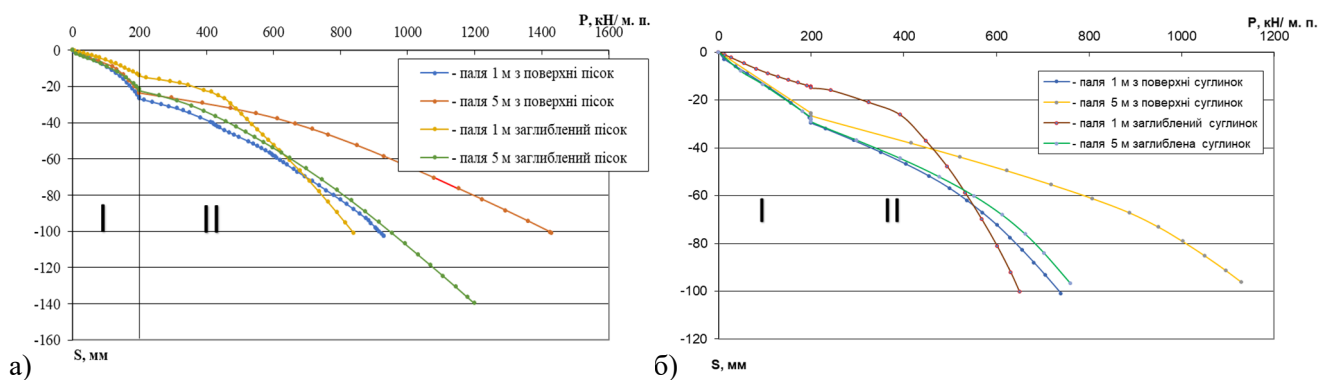 P, кН/ м. п.
0 200 400 600 800 1000 1200 1400 1600
0
-20
-40
-60
-80
-100
-120
-140
-160
- паля 1 м з поверхні пісок
- паля 5 м з поверхні пісок
- паля 1 м заглиблений пісок
- паля 5 м заглиблений пісок
I II
S, мм
а)
P, кН/ м. п.
0 200 400 600 800 1000 1200
0
-20
-40
-60
-80
-100
-120
- паля 1 м з поверхні суглинок
- паля 5 м з поверхні суглинок
- паля 1 м заглиблений суглинок
- паля 5 м заглиблена суглинок
I II
S, мм
б)